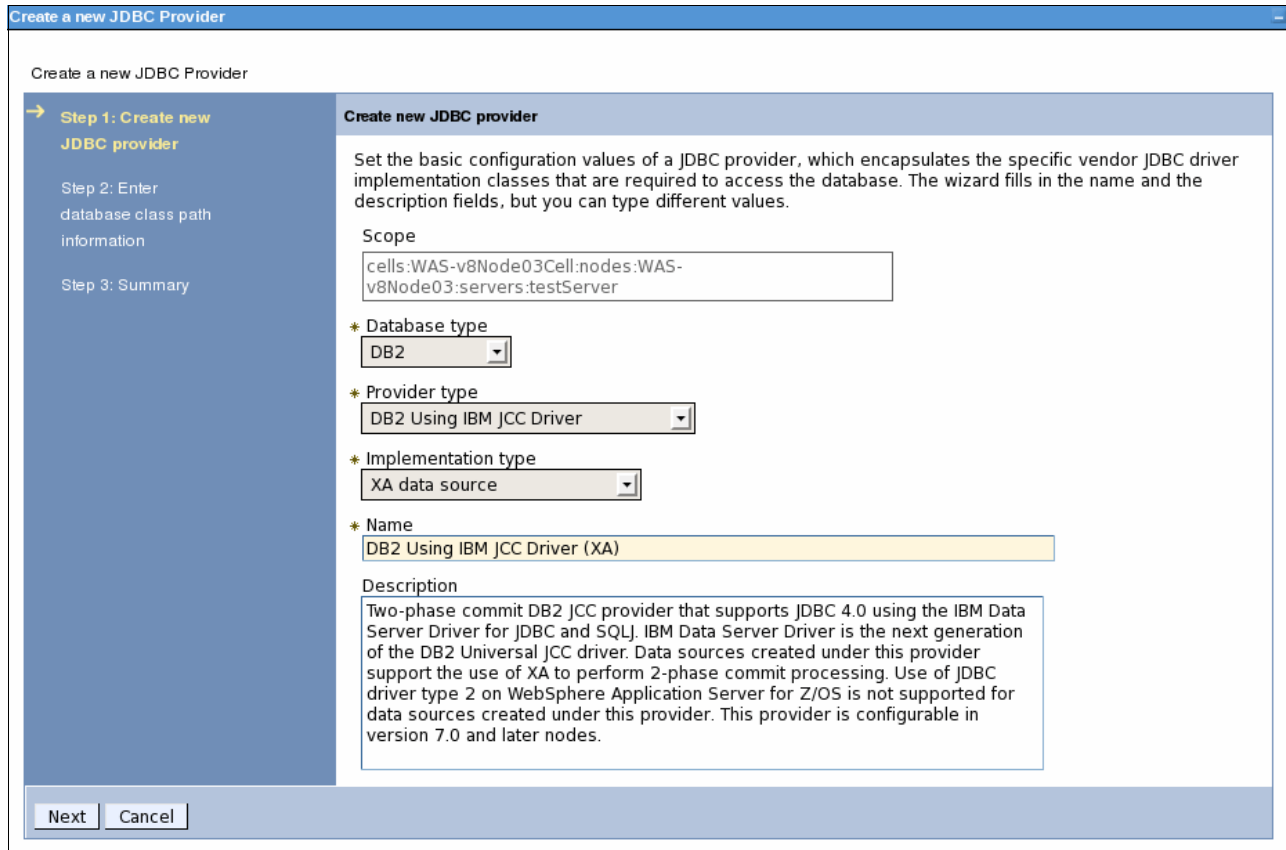 Create a new JDBC Provider
Create a new JDBC Provider
Step 1: Create new
JDBC provider
Step 2: Enter
database class path
information
Step 3: Summary
Create new JDBC provider
Set the basic configuration values of a JDBC provider, which encapsulates the specific vendor JDBC driver
implementation classes that are required to access the database. The wizard fills in the name and the
description fields, but you can type different values.
Scope
cells:WAS-v8Node03Cell:nodes:WAS-
v8Node03:servers:testServer
* Database type
DB2
* Provider type
DB2 Using IBM JCC Driver
* Implementation type
XA data source
* Name
DB2 Using IBM JCC Driver (XA)
Description
Two-phase commit DB2 JCC provider that supports JDBC 4.0 using the IBM Data
Server Driver for JDBC and SQLJ. IBM Data Server Driver is the next generation
of the DB2 Universal JCC driver. Data sources created under this provider
support the use of XA to perform 2-phase commit processing. Use of JDBC
driver type 2 on WebSphere Application Server for Z/OS is not supported for
data sources created under this provider. This provider is configurable in
version 7.0 and later nodes.
Next
Cancel